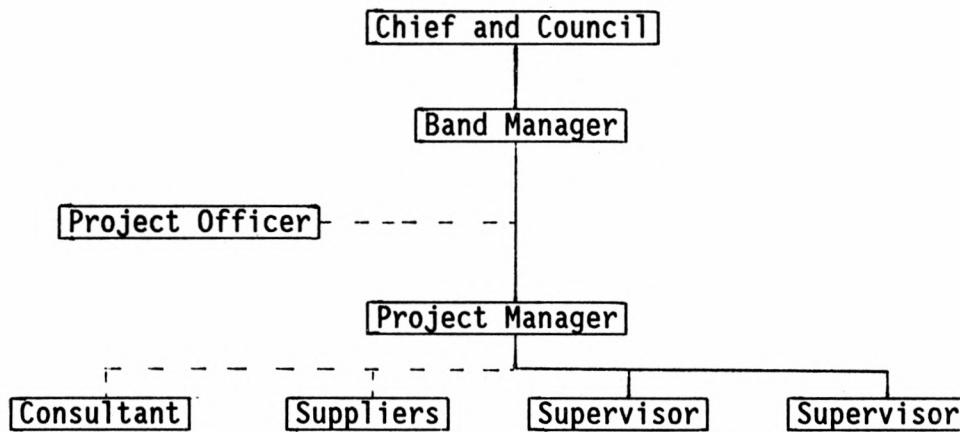 Chief and Council
Band Manager
Project Officer
Project Manager
Consultant Suppliers Supervisor Supervisor